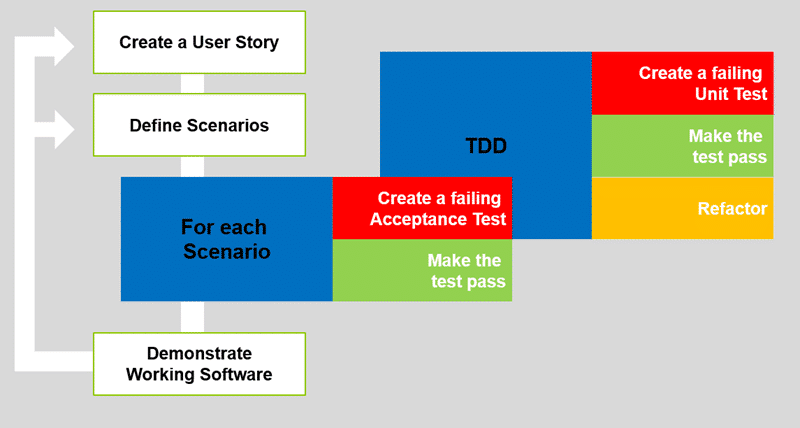 Create a User Story
Define Scenarios
For each
Scenario
Create a failing
Acceptance Test
Make the
test pass
TDD
Create a failing
Unit Test
Make the
test pass
Refactor
Demonstrate
Working Software